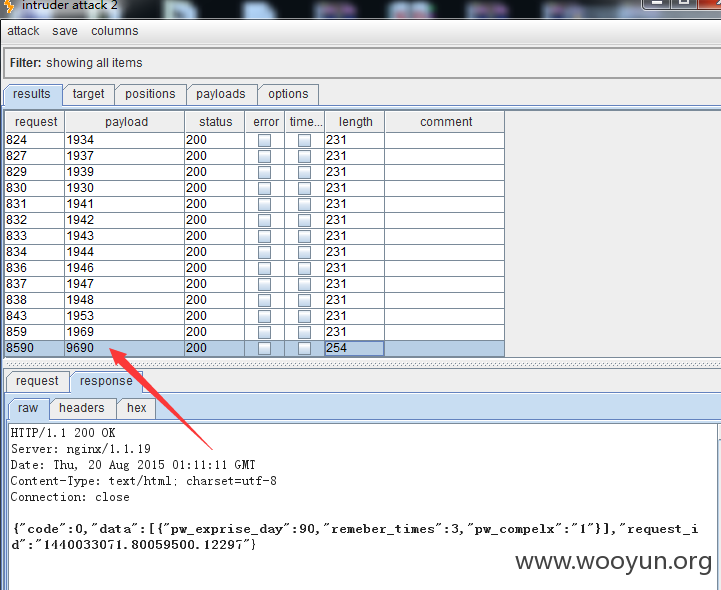 intruder attack 2
attack save columns
Filter: showing all items
results target positions payloads options
request payload status error time... length comment
824 1934 200 231
827 1937 200 231
829 1939 200 231
830 1930 200 231
831 1941 200 231
832 1942 200 231
833 1943 200 231
834 1944 200 231
836 1946 200 231
837 1947 200 231
838 1948 200 231
843 1953 200 231
859 1969 200 231
8590 9690 200 254
request response
raw headers hex
HTTP/1.1 200 OK
Server: nginx/1.1.19
Date: Thu, 20 Aug 2015 01:11:11 GMT
Content-Type: text/html; charset=utf-8
Connection: close
{"code":0,"data":[{"pw_exprise_day":90,"remeber_times":3,"pw_compelx":"1"}],"request_i
d":"1440033071.80059500.12297"}
www.wooyun.org